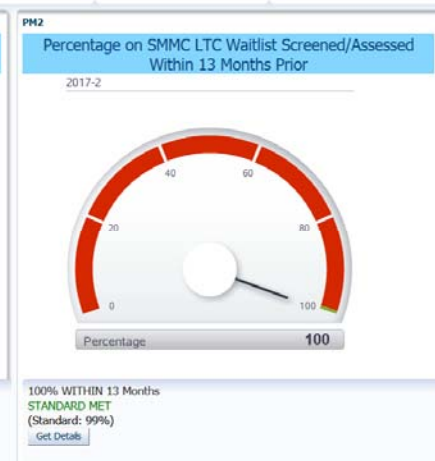 PM2
Percentage on SMMC LTC Waitlist Screened/Assessed
Within 13 Months Prior
2017-2
40
60
20
80
0
100
Percentage 100
100% WITHIN 13 Months
STANDARD MET
(Standard: 99%)
Get Details